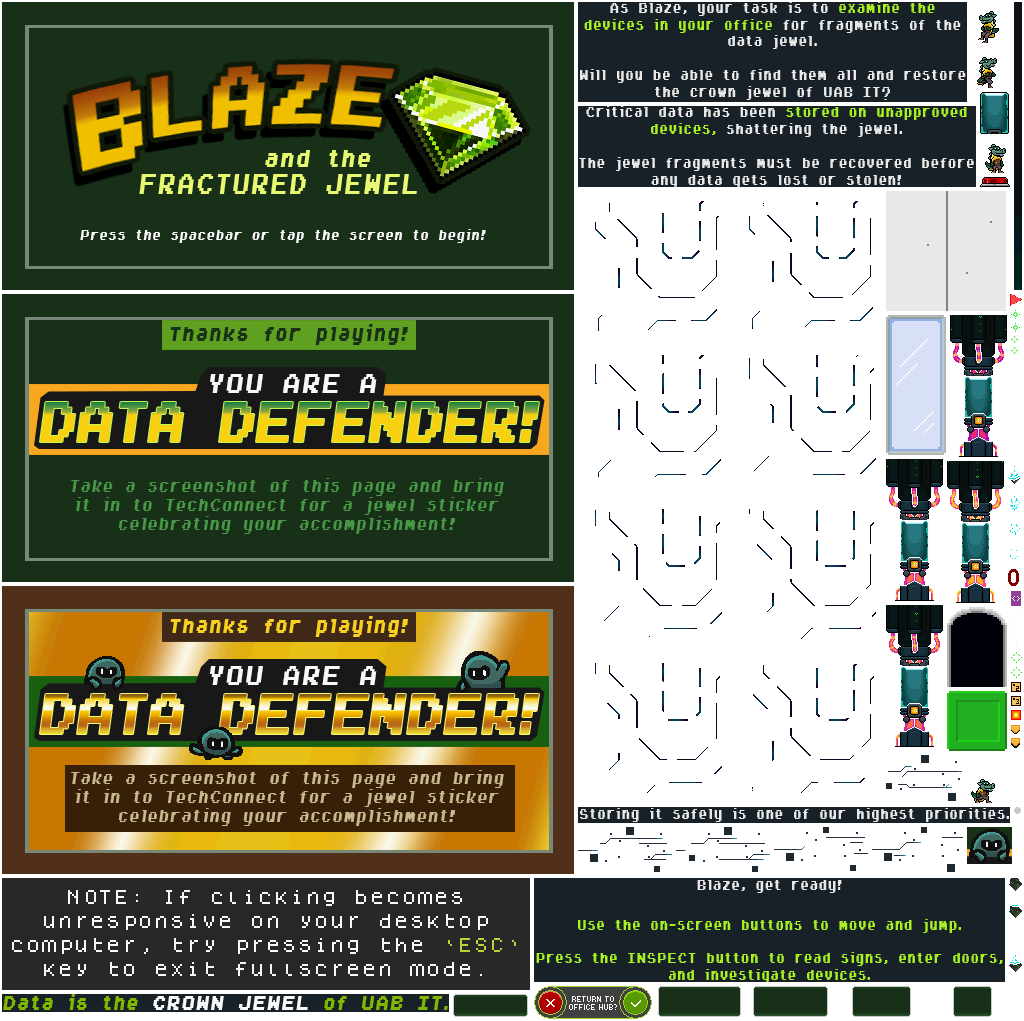 BLAZE
and the
FRACTURED JEWEL
Press the spacebar or tap the screen to begin!
As Blaze, your task is to examine the
devices in your office for fragments of the
data jewel.
Will you be able to find them all and restore
the crown jewel of UAB IT?
Critical data has been stored on unapproved
devices, shattering the jewel.
The jewel fragments must be recovered before
any data gets lost or stolen!
Thanks for playing!
YOU ARE A
DATA DEFENDER!
Take a screenshot of this page and bring
it in to TechConnect for a jewel sticker
celebrating your accomplishment!
0
Thanks for playing!
YOU ARE A
DATA DEFENDER!
Take a screenshot of this page and bring
it in to TechConnect for a jewel sticker
celebrating your accomplishment!
Storing it safely is one of our highest priorities.
NOTE: If clicking becomes
unresponsive on your desktop
computer, try pressing the 'ESC'
key to exit fullscreen mode.
Blaze, get ready!
Use the on-screen buttons to move and jump.
Press the INSPECT button to read signs, enter doors,
and investigate devices.
Data is the CROWN JEWEL of UAB IT.
RETURN TO
OFFICE HUB?